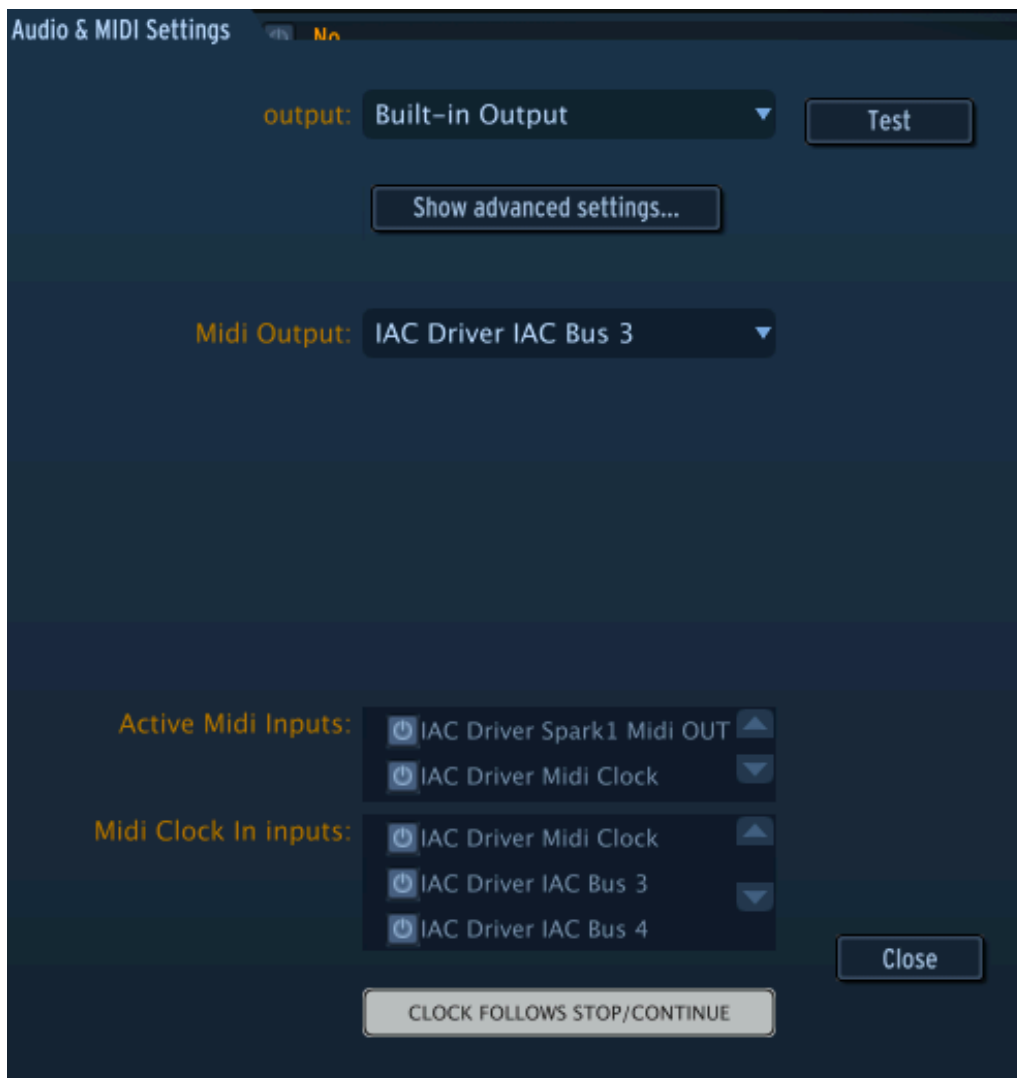 Audio & MIDI Settings
No
output: Built-in Output Test
Show advanced settings...
Midi Output: IAC Driver IAC Bus 3
Active Midi Inputs: IAC Driver Spark1 Midi OUT
IAC Driver Midi Clock
Midi Clock In inputs: IAC Driver Midi Clock
IAC Driver IAC Bus 3
IAC Driver IAC Bus 4
Close
CLOCK FOLLOWS STOP/CONTINUE